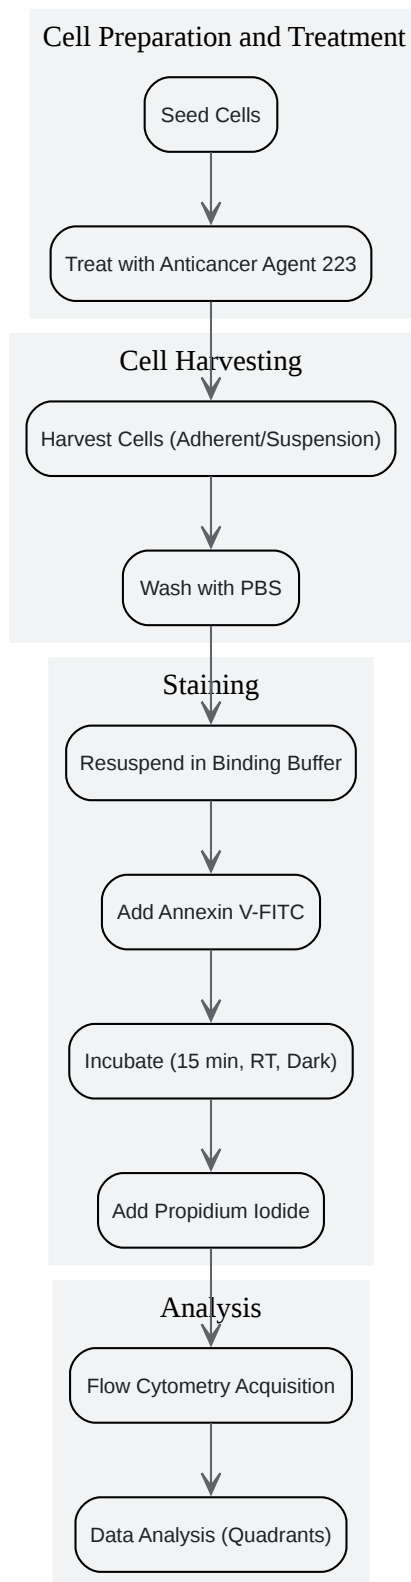 Cell Preparation and Treatment
Seed Cells
Treat with Anticancer Agent 223
Cell Harvesting
Harvest Cells (Adherent/Suspension)
Wash with PBS
Staining
Resuspend in Binding Buffer
Add Annexin V-FITC
Incubate (15 min, RT, Dark)
Add Propidium Iodide
Analysis
Flow Cytometry Acquisition
Data Analysis (Quadrants)